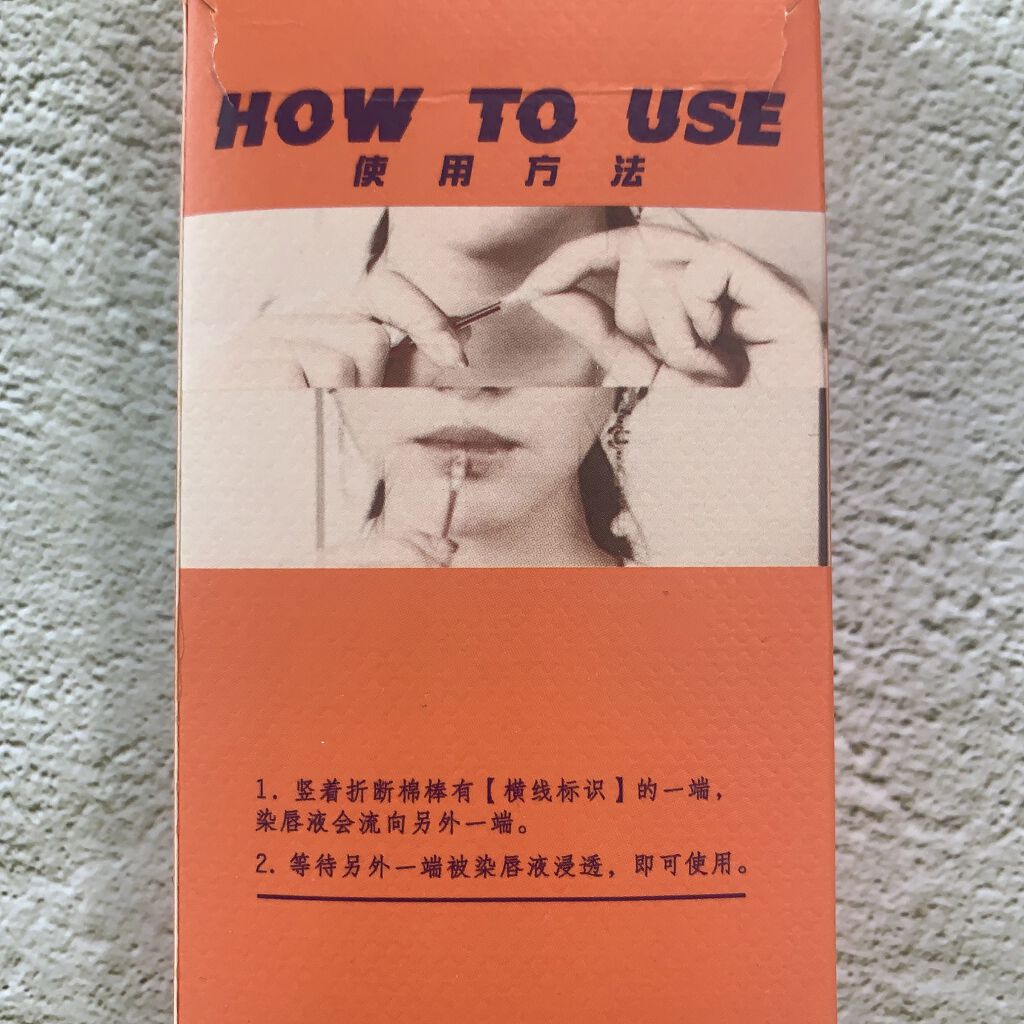 HOW TO USE
使用方法
1. 竖着折断棉棒有【横线标识】的一端，
染唇液会流向另外一端。
2. 等待另外一端被染唇液浸透，即可使用。